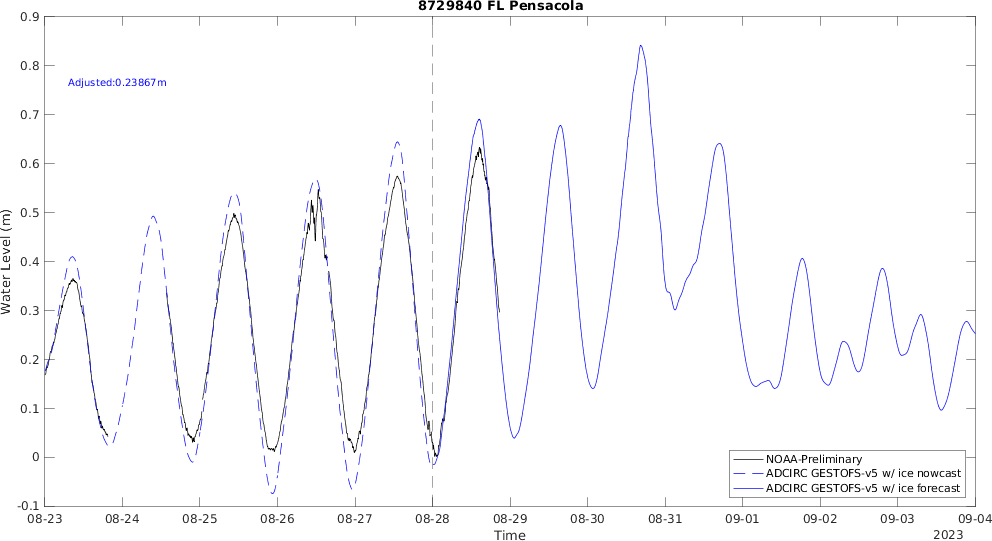 8729840 FL Pensacola
Adjusted:0.23867m
Water Level (m)
0.9
0.8
0.7
0.6
0.5
0.4
0.3
0.2
0.1
0
-0.1
NOAA-Preliminary
ADCIRC GESTOFS-v5 w/ ice nowcast
ADCIRC GESTOFS-v5 w/ ice forecast
08-23 08-24 08-25 08-26 08-27 08-28 08-29 08-30 08-31 09-01 09-02 09-03 09-04
Time
2023